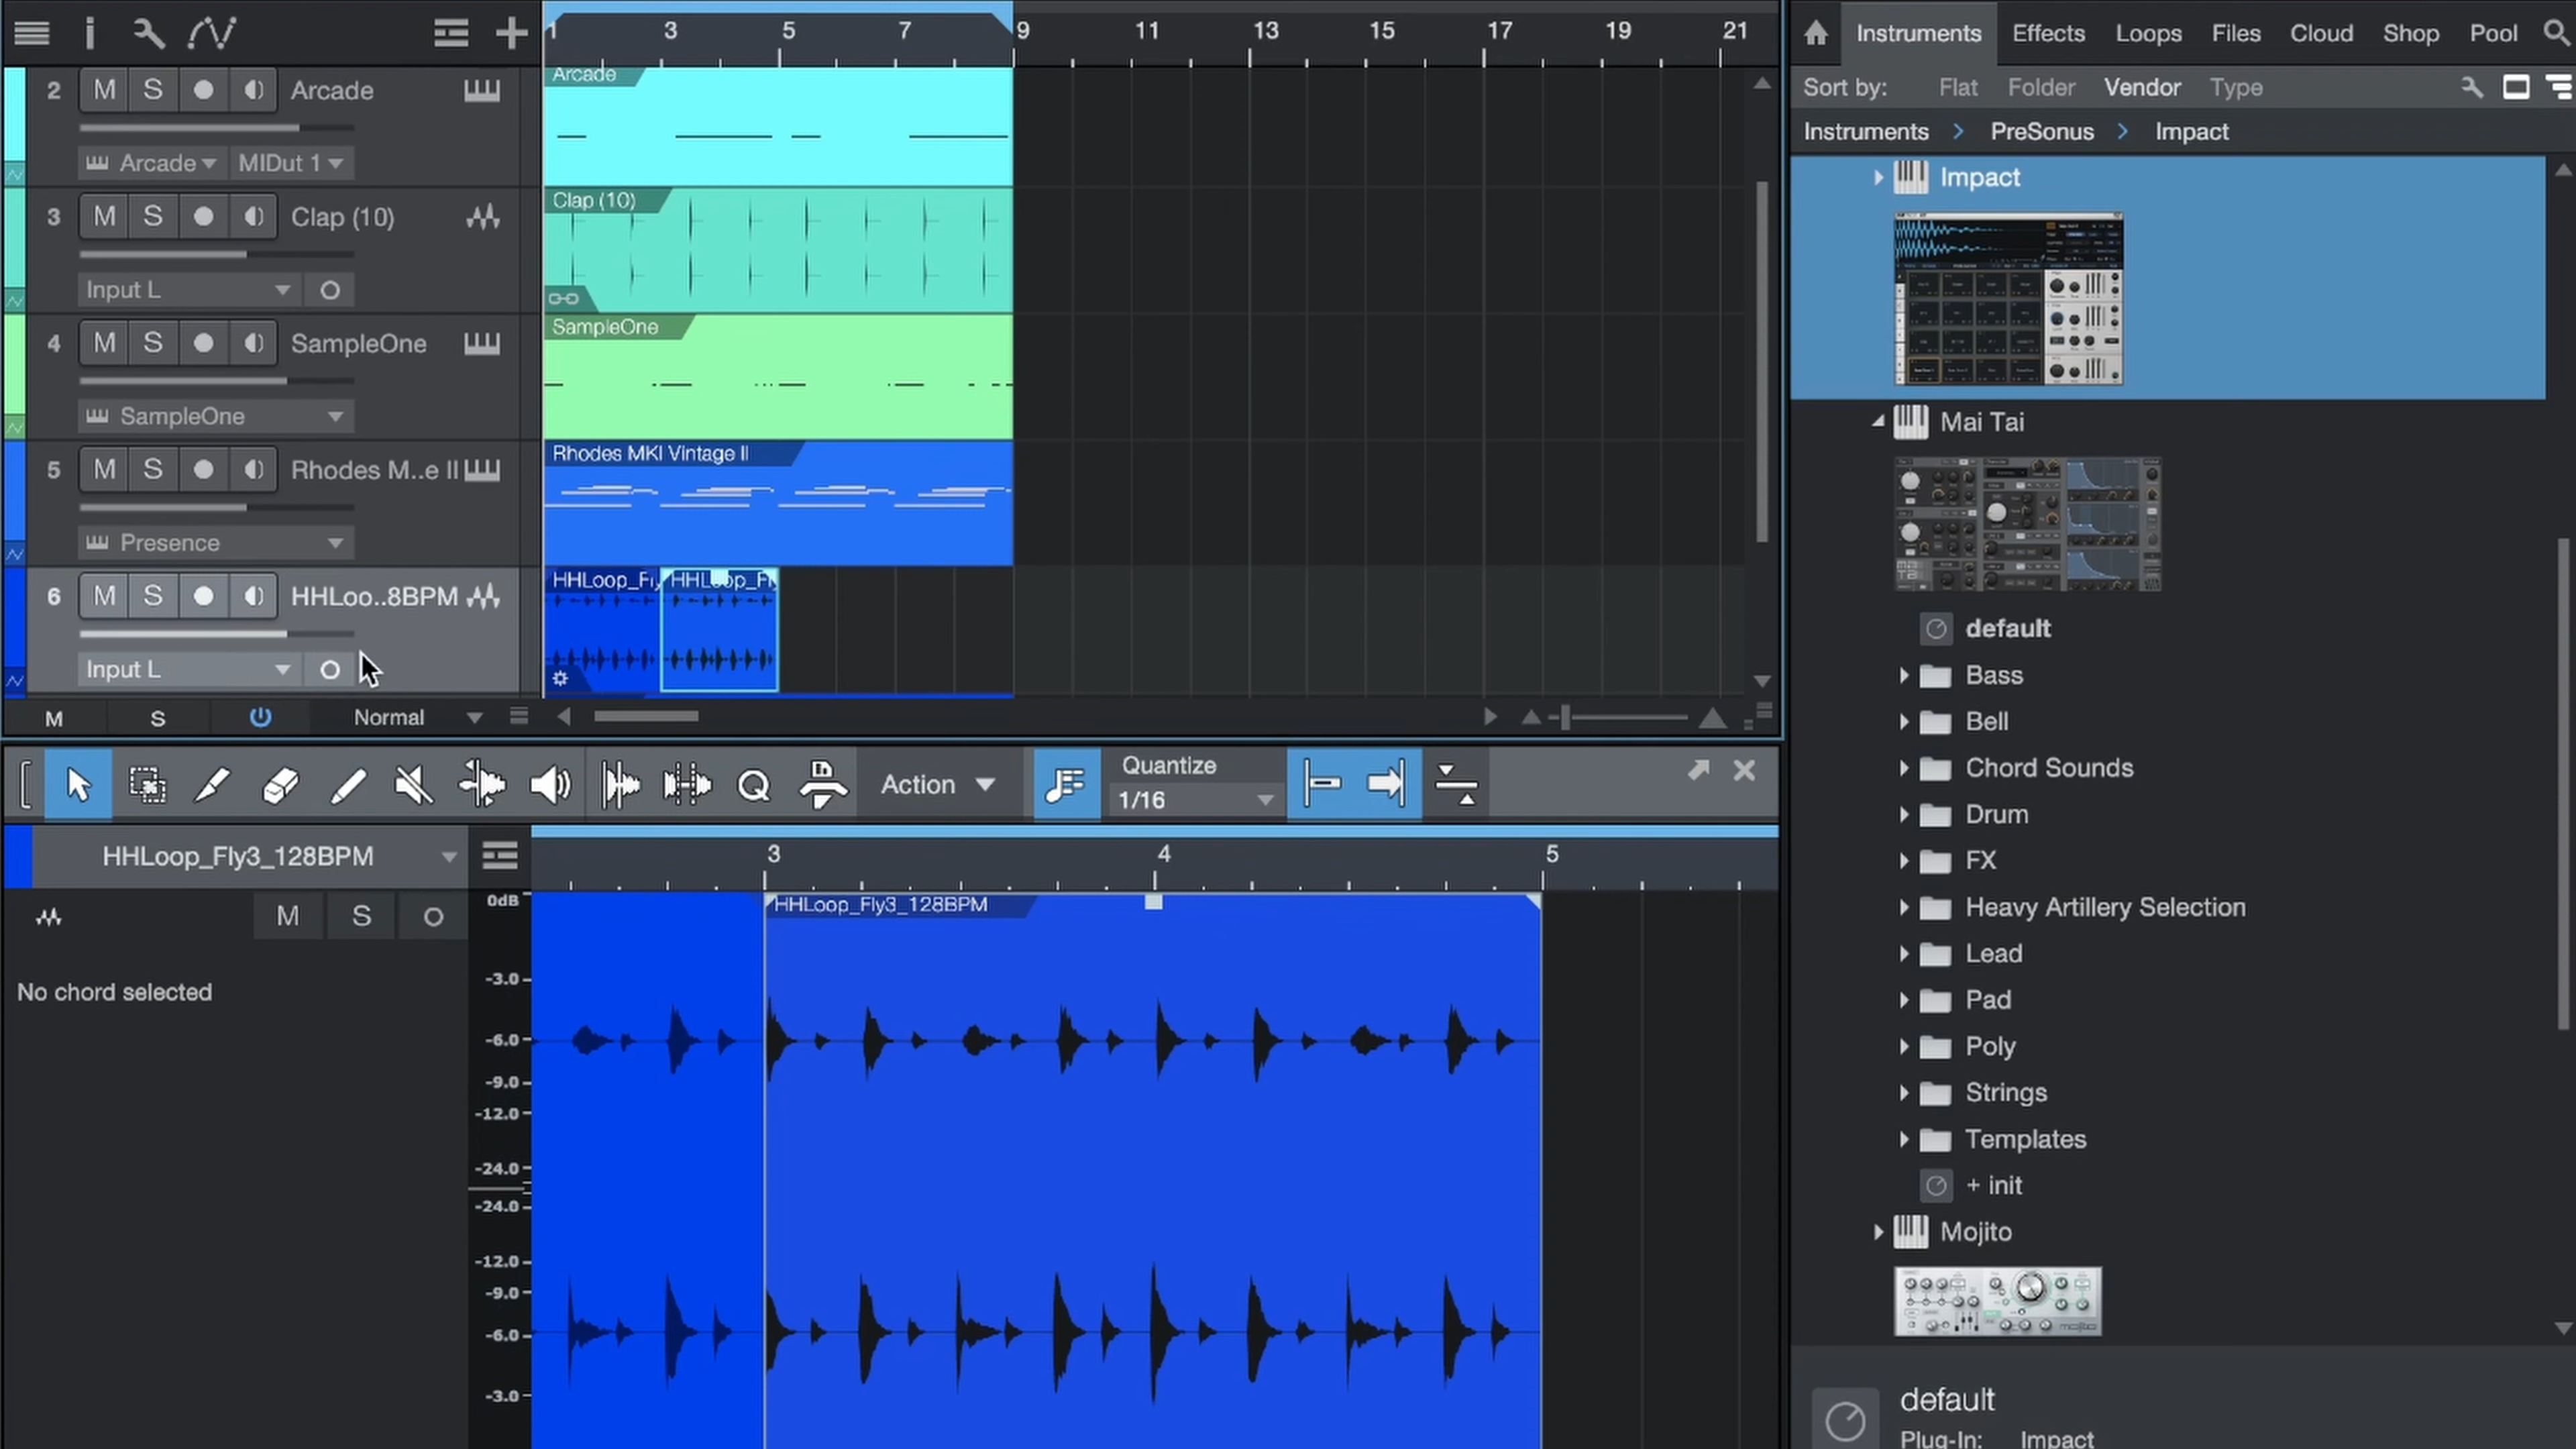 1 3 5 7 9 11 13 15 17 19 21
2 M S Arcade
Arcade MIDut 1
3 M S Clap (10)
Input L
4 M S SampleOne
SampleOne
5 M S Rhodes M..e II
Presence
6 M S HHLoo..8BPM
Input L
Arcade
Clap (10)
SampleOne
Rhodes MKI Vintage II
HHLoop_Fl HHLoop_Fl
M S Normal
Action Quantize
1/16
HHLoop_Fly3_128BPM
M S
No chord selected
3 4 5
HHLoop_Fly3_128BPM
0dB
-3.0
-6.0
-9.0
-12.0
-24.0
-24.0
-12.0
-9.0
-6.0
-3.0
Instruments Effects Loops Files Cloud Shop Pool
Sort by: Flat Folder Vendor Type
Instruments > PreSonus > Impact
Impact
Mai Tai
default
Bass
Bell
Chord Sounds
Drum
FX
Heavy Artillery Selection
Lead
Pad
Poly
Strings
Templates
+ init
Mojito
default
Plug-In: Impact